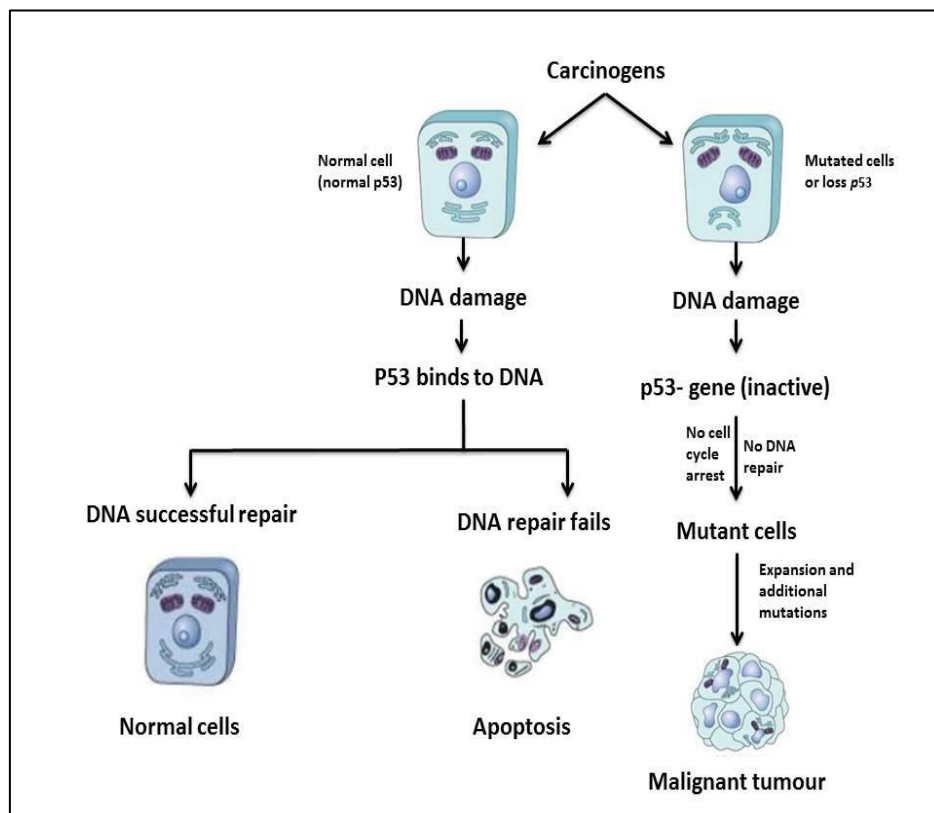 Carcinogens
Normal cell
(normal p53)
Mutated cells
or loss p53
DNA damage
DNA damage
P53 binds to DNA
p53- gene (inactive)
No cell
cycle
arrest
No DNA
repair
DNA successful repair
DNA repair fails
Mutant cells
Expansion and
additional
mutations
Normal cells
Apoptosis
Malignant tumour